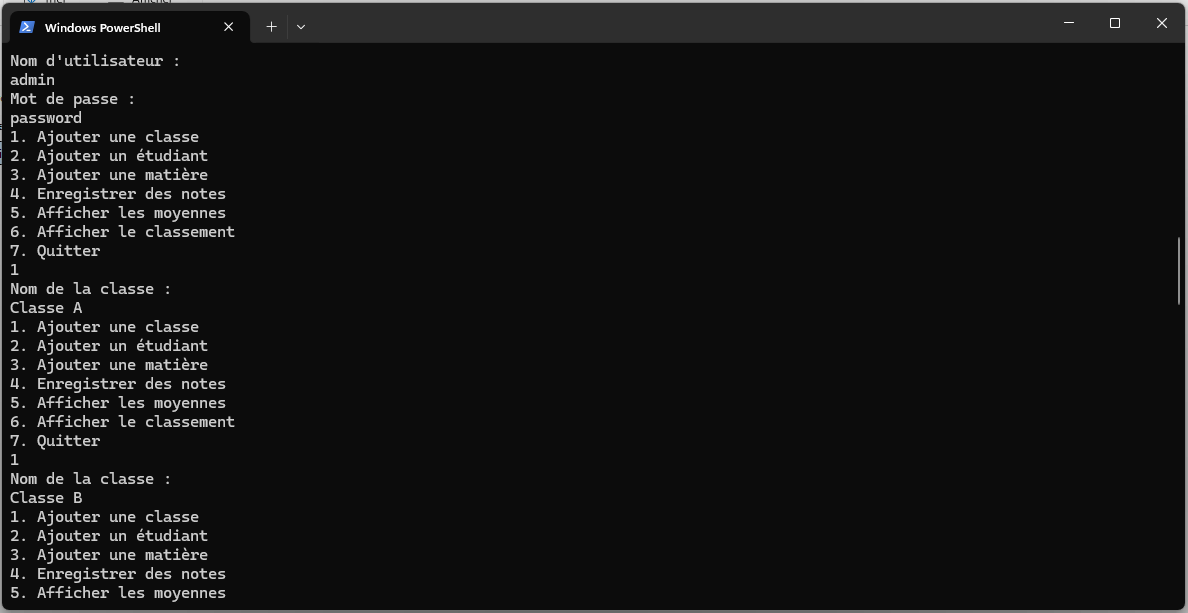 Windows PowerShell
Nom d'utilisateur :
admin
Mot de passe :
password
1. Ajouter une classe
2. Ajouter un étudiant
3. Ajouter une matière
4. Enregistrer des notes
5. Afficher les moyennes
6. Afficher le classement
7. Quitter
1
Nom de la classe :
Classe A
1. Ajouter une classe
2. Ajouter un étudiant
3. Ajouter une matière
4. Enregistrer des notes
5. Afficher les moyennes
6. Afficher le classement
7. Quitter
1
Nom de la classe :
Classe B
1. Ajouter une classe
2. Ajouter un étudiant
3. Ajouter une matière
4. Enregistrer des notes
5. Afficher les moyennes